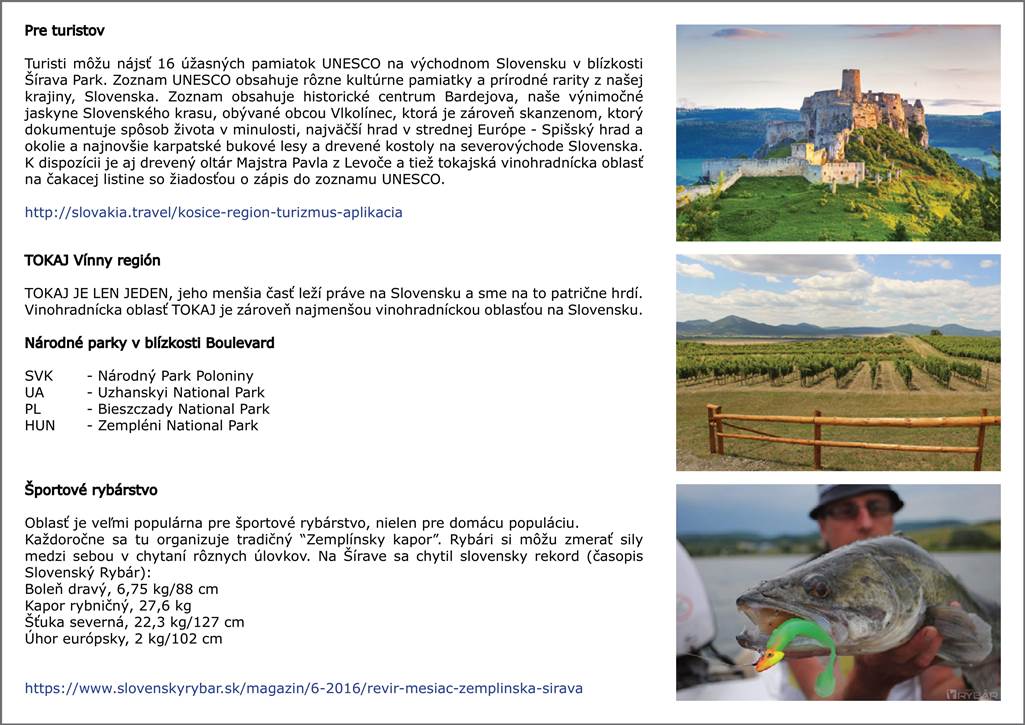 Pre turistov
Turisti môžu nájsť 16 úžasných pamiatok UNESCO na východnom Slovensku v blízkosti
Šírava Park. Zoznam UNESCO obsahuje rôzne kultúrne pamiatky a prírodné rarity z našej
krajiny, Slovenska. Zoznam obsahuje historické centrum Bardejova, naše výnimočné
jaskyne Slovenského krasu, obývané obcou Vlkolínec, ktorá je zároveň skanzenom, ktorý
dokumentuje spôsob života v minulosti, najväčší hrad v strednej Európe - Spišský hrad a
okolie a najnovšie karpatské bukové lesy a drevené kostoly na severovýchode Slovenska.
K dispozícii je aj drevený oltár Majstra Pavla z Levoče a tiež tokajská vinohradnícka oblasť
na čakacej listine so žiadosťou o zápis do zoznamu UNESCO.
http://slovakia.travel/kosice-region-turizmus-aplikacia
TOKAJ Vínny región
TOKAJ JE LEN JEDEN, jeho menšia časť leží práve na Slovensku a sme na to patrične hrdí.
Vinohradnícka oblasť TOKAJ je zároveň najmenšou vinohradníckou oblasťou na Slovensku.
Národné parky v blízkosti Boulevard
SVK - Národný Park Poloniny
UA - Uzhanskyi National Park
PL - Bieszczady National Park
HUN - Zempléni National Park
Športové rybárstvo
Oblasť je veľmi populárna pre športové rybárstvo, nielen pre domácu populáciu.
Každoročne sa tu organizuje tradičný “Zemplínsky kapor”. Rybári si môžu zmerať sily
medzi sebou v chytaní rôznych úlovkov. Na Šírave sa chytil slovensky rekord (časopis
Slovenský Rybár):
Boleň dravý, 6,75 kg/88 cm
Kapor rybničný, 27,6 kg
Šťuka severná, 22,3 kg/127 cm
Úhor európsky, 2 kg/102 cm
https://www.slovenskyrybar.sk/magazin/6-2016/revir-mesiac-zemplinska-sirava